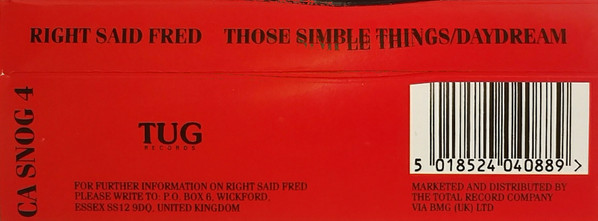 RIGHT SAID FRED THOSE SIMPLE THINGS/DAYDREAM
CA SNOG 4
TUG
RECORDS
FOR FURTHER INFORMATION ON RIGHT SAID FRED
PLEASE WRITE TO: P.O. BOX 6, WICKFORD,
ESSEX SS12 9DQ, UNITED KINGDOM
5 018524 040889 >
MARKETED AND DISTRIBUTED BY
THE TOTAL RECORD COMPANY
VIA BMG (UK) LTD